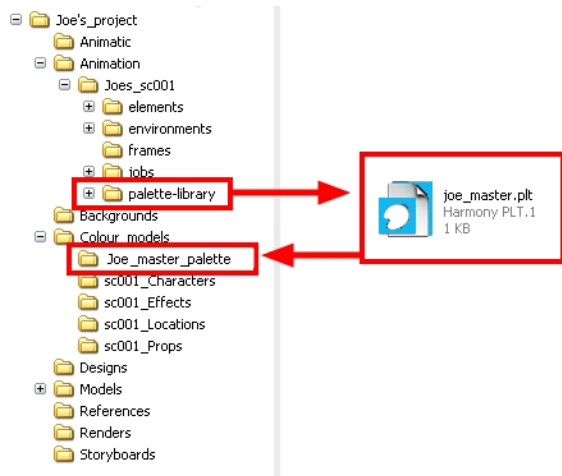 Joe's_project
Animatic
Animation
Joes_sc001
elements
environments
frames
jobs
palette-library
Backgrounds
Colour_models
Joe_master_palette
sc001_Characters
sc001_Effects
sc001_Locations
sc001_Props
Designs
Models
References
Renders
Storyboards
joe_master.plt
Harmony PLT.1
1 KB